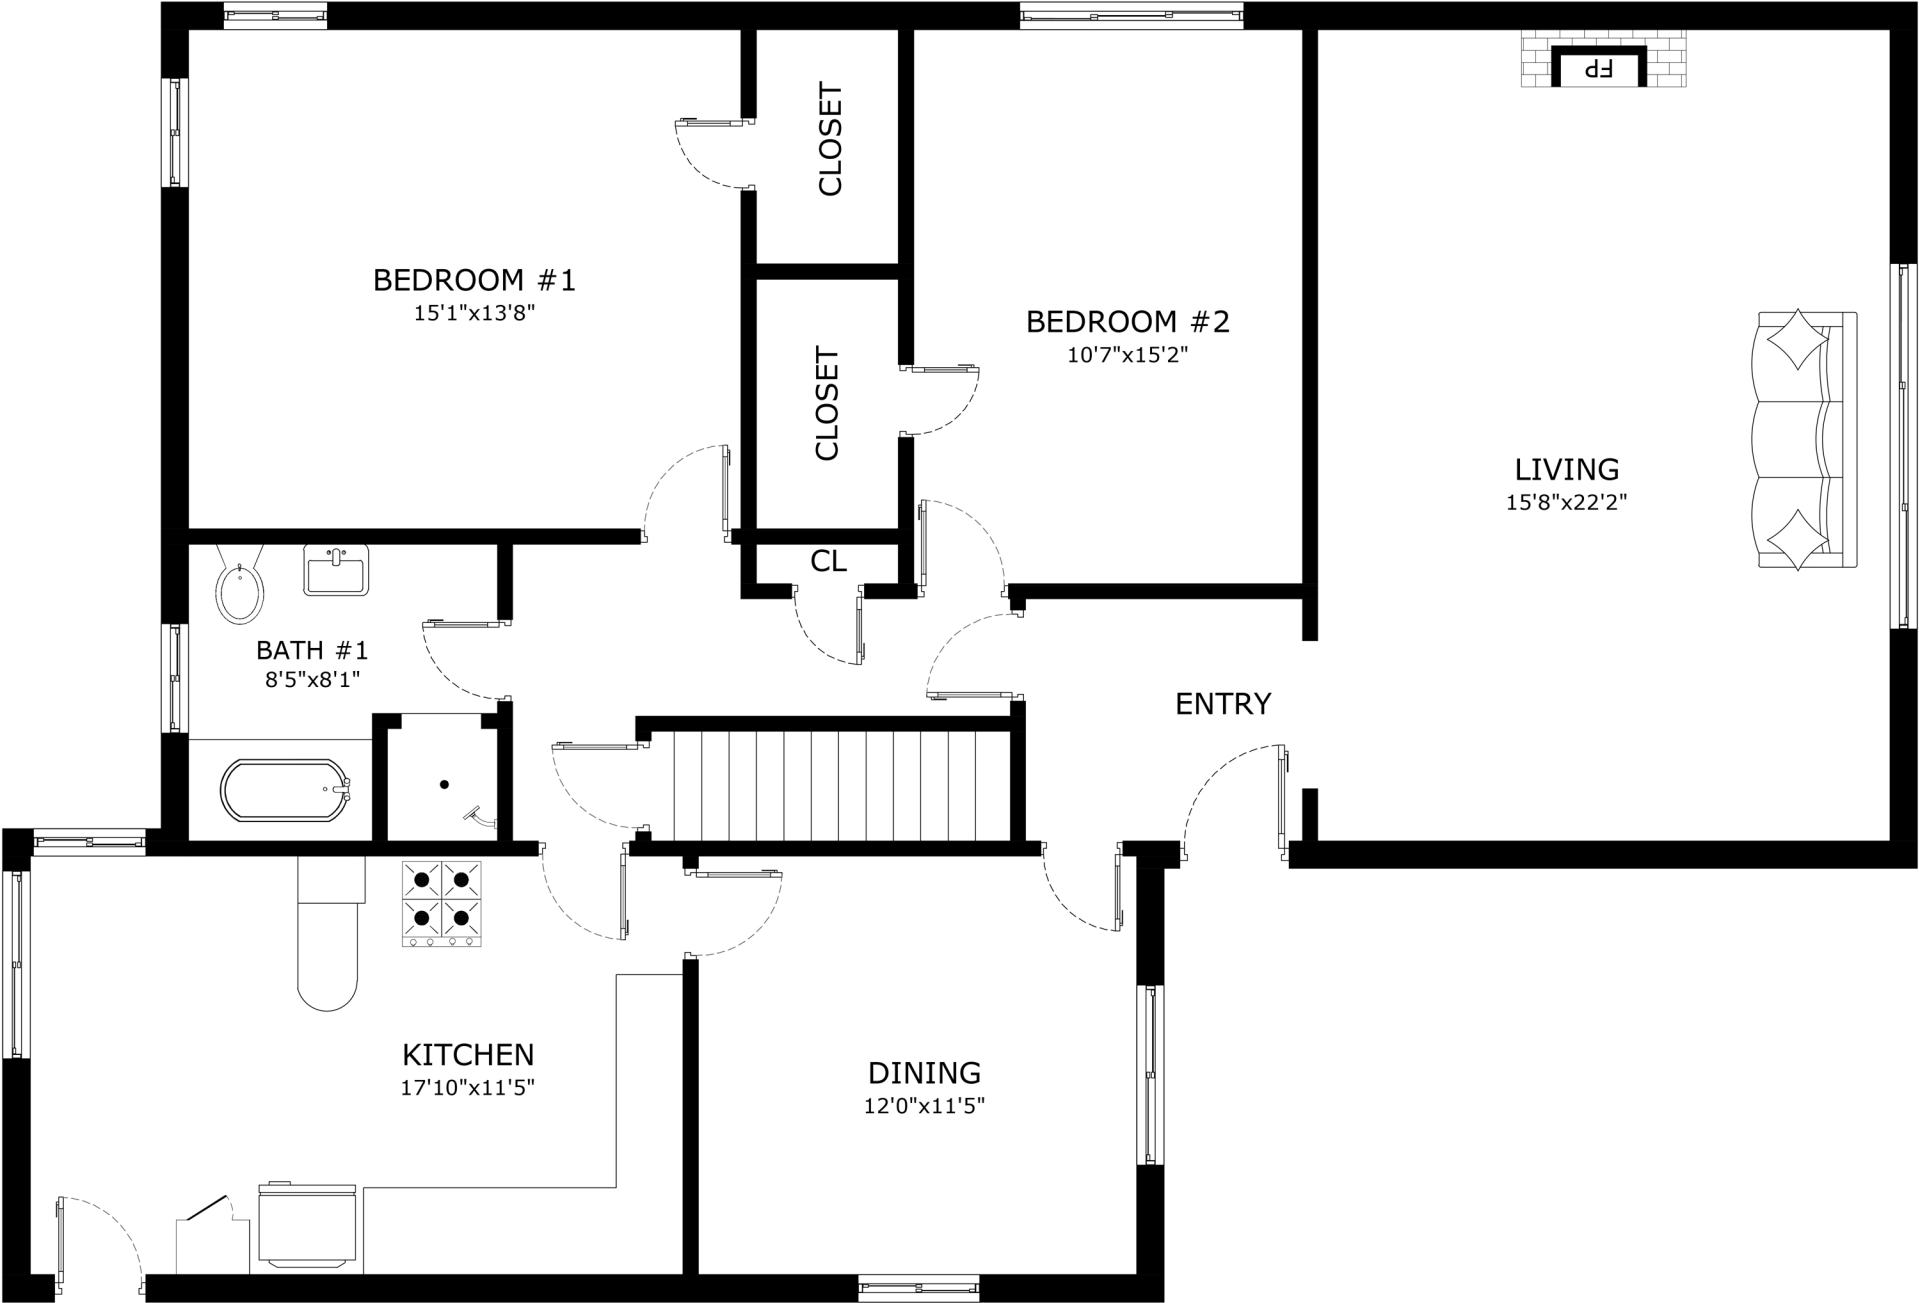 FP
CLOSET
BEDROOM #1
15'1"x13'8"
BEDROOM #2
10'7"x15'2"
CLOSET
LIVING
15'8"x22'2"
CL
BATH #1
8'5"x8'1"
ENTRY
KITCHEN
17'10"x11'5"
DINING
12'0"x11'5"